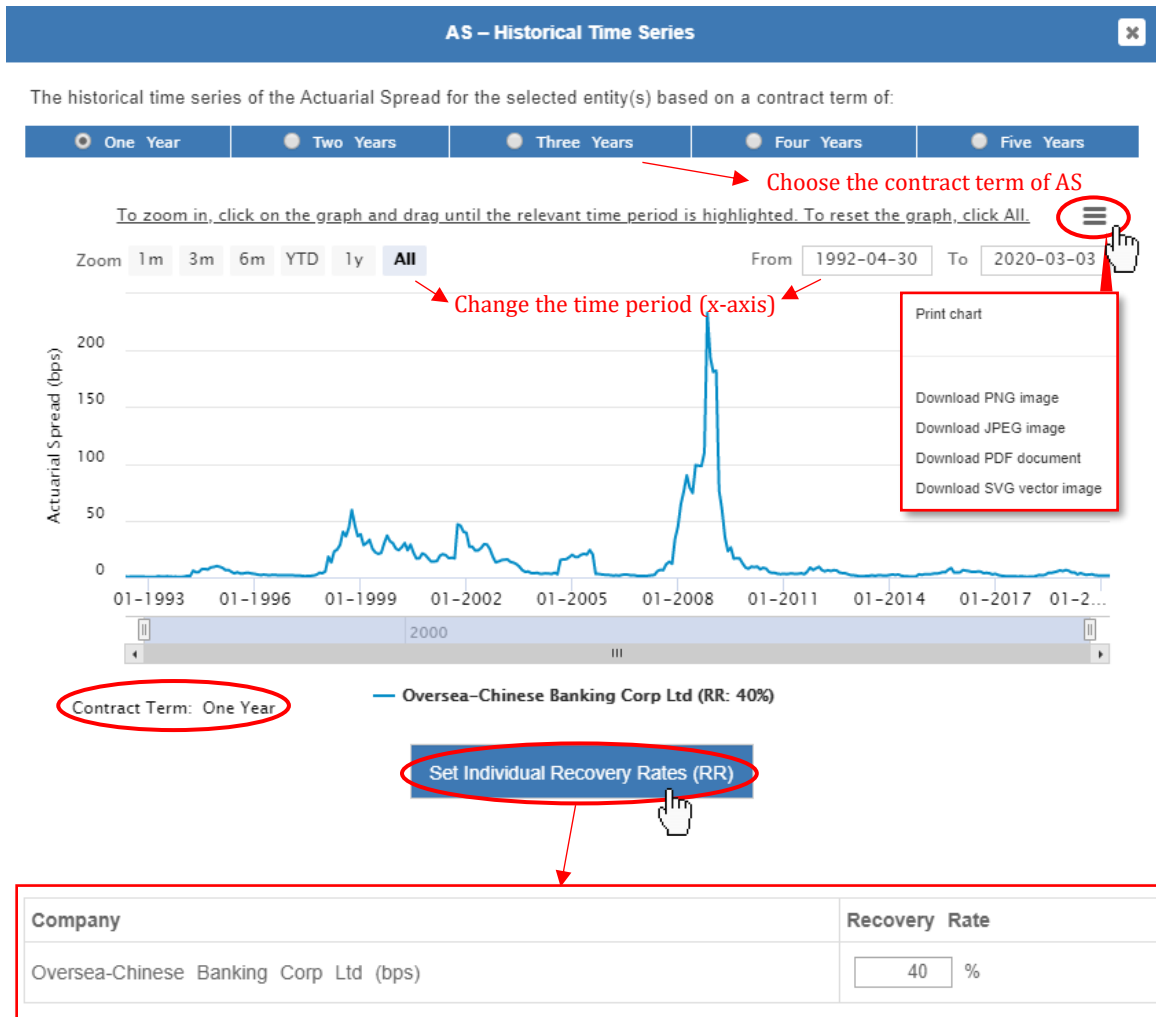 AS – Historical Time Series
The historical time series of the Actuarial Spread for the selected entity(s) based on a contract term of:
One Year Two Years Three Years Four Years Five Years
Choose the contract term of AS
To zoom in, click on the graph and drag until the relevant time period is highlighted. To reset the graph, click All.
Zoom 1m 3m 6m YTD 1y All From 1992-04-30 To 2020-03-03
Change the time period (x-axis)
Print chart
Download PNG image
Download JPEG image
Download PDF document
Download SVG vector image
Actuarial Spread (bps)
200
150
100
50
0
01-1993 01-1996 01-1999 01-2002 01-2005 01-2008 01-2011 01-2014 01-2017 01-2...
2000
Contract Term: One Year
Oversea-Chinese Banking Corp Ltd (RR: 40%)
Set Individual Recovery Rates (RR)
Company Recovery Rate
Oversea-Chinese Banking Corp Ltd (bps) 40 %